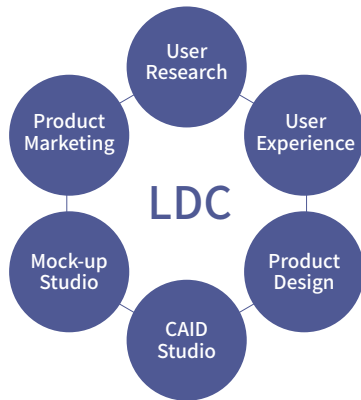 User
Research
User
Experience
Product
Design
CAID
Studio
Mock-up
Studio
Product
Marketing
LDC